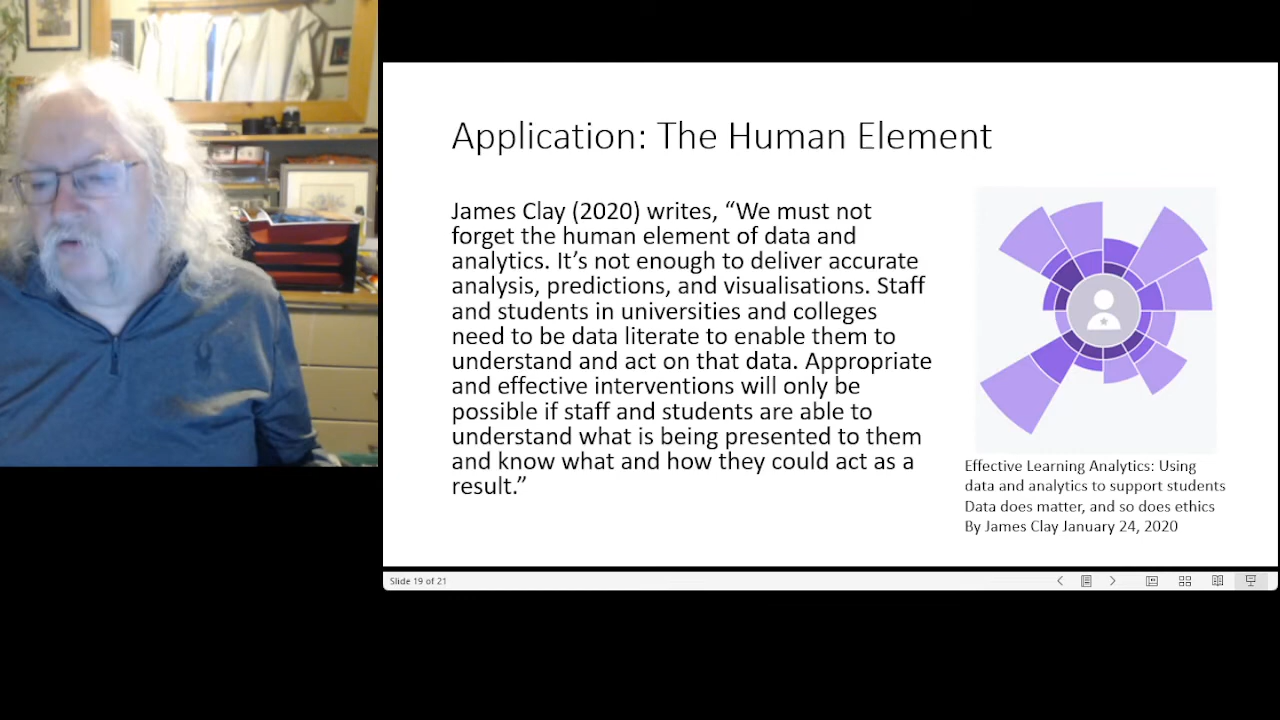 Application: The Human Element
James Clay (2020) writes, “We must not
forget the human element of data and
analytics. It’s not enough to deliver accurate
analysis, predictions, and visualisations. Staff
and students in universities and colleges
need to be data literate to enable them to
understand and act on that data. Appropriate
and effective interventions will only be
possible if staff and students are able to
understand what is being presented to them
and know what and how they could act as a
result.”
Effective Learning Analytics: Using
data and analytics to support students
Data does matter, and so does ethics
By James Clay January 24, 2020
Slide 19 of 21